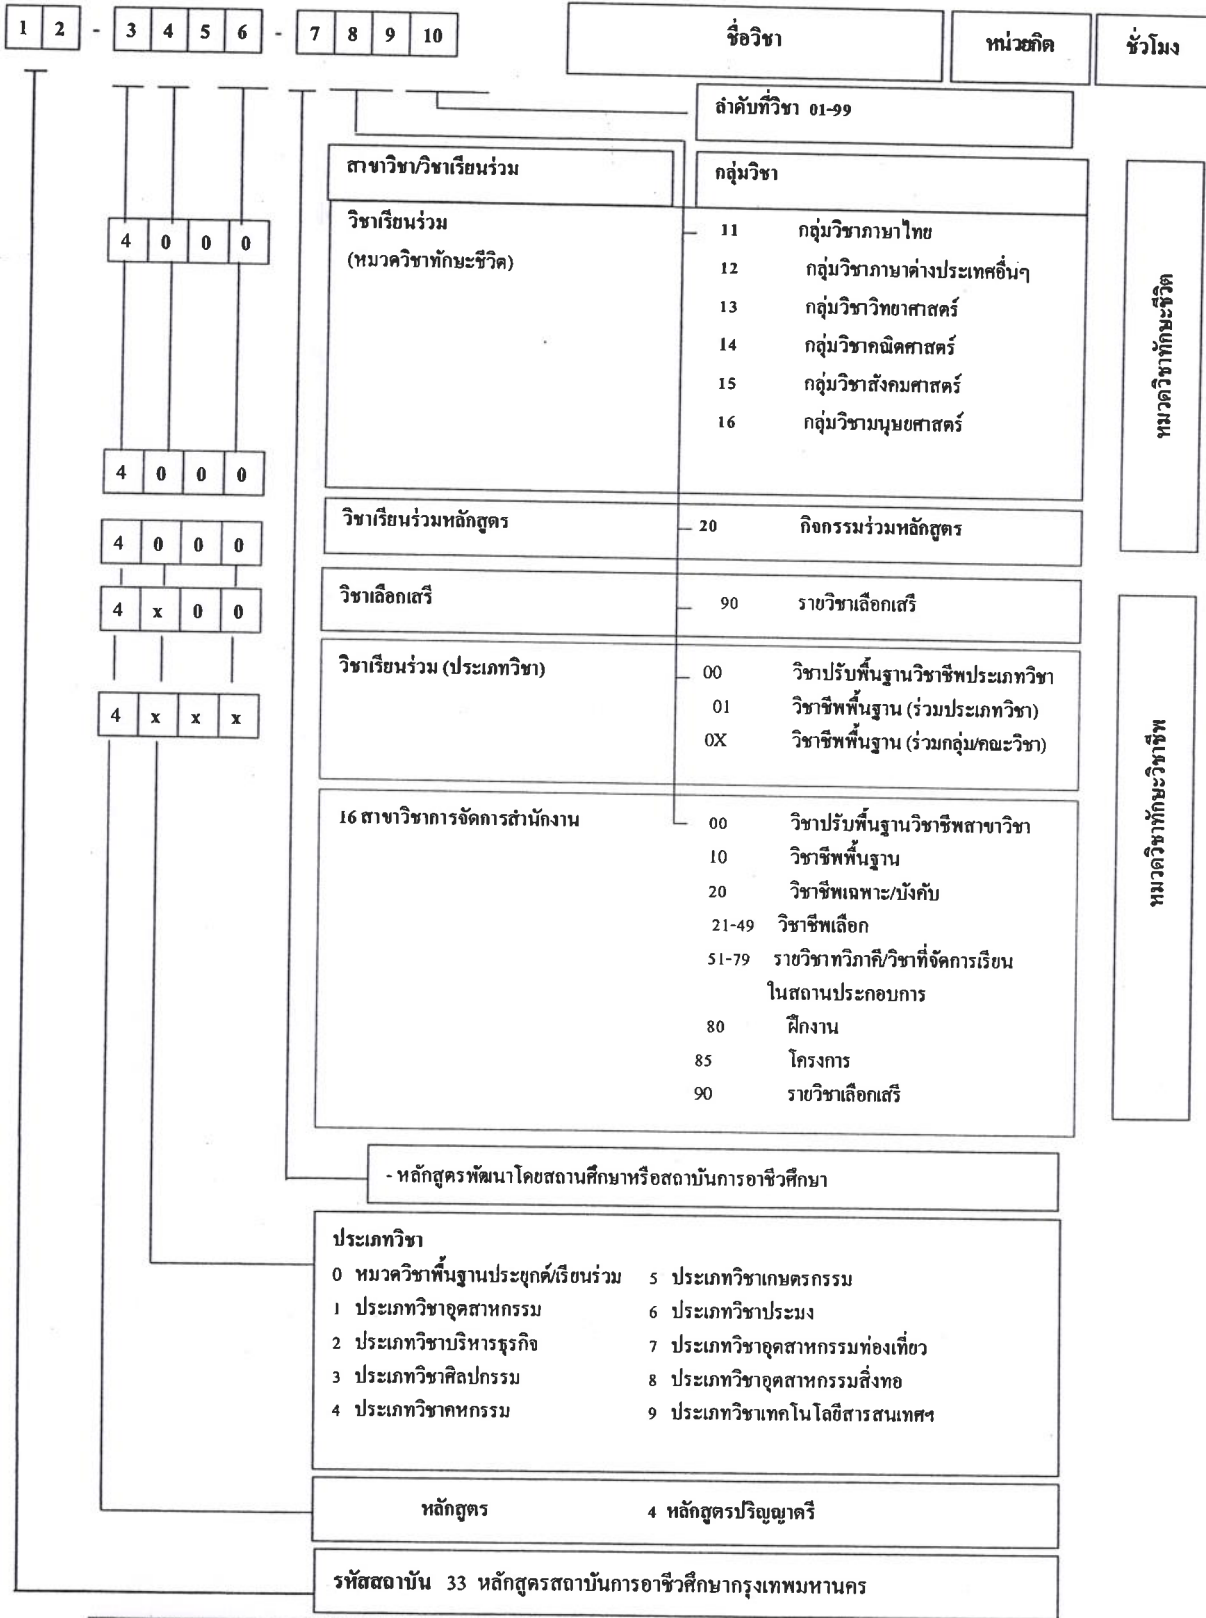 1 2 - 3 4 5 6 - 7 8 9 10
ชื่อวิชา หน่วยกิต ชั่วโมง
ลำดับที่วิชา 01-99
สาขาวิชา/วิชาเรียนร่วม กลุ่มวิชา
วิชาเรียนร่วม
(หมวดวิชาทักษะชีวิต)
4 0 0 0
11 กลุ่มวิชาภาษาไทย
12 กลุ่มวิชาภาษาต่างประเทศอื่นๆ
13 กลุ่มวิชาวิทยาศาสตร์
14 กลุ่มวิชาคณิตศาสตร์
15 กลุ่มวิชาสังคมศาสตร์
16 กลุ่มวิชามนุษยศาสตร์
หมวดวิชาทักษะชีวิต
4 0 0 0
4 0 0 0
วิชาเรียนร่วมหลักสูตร 20 กิจกรรมร่วมหลักสูตร
4 x 0 0
วิชาเลือกเสรี 90 รายวิชาเลือกเสรี
4 x x x
วิชาเรียนร่วม (ประเภทวิชา) 00 วิชาปรับพื้นฐานวิชาชีพประเภทวิชา
01 วิชาชีพพื้นฐาน (ร่วมประเภทวิชา)
0X วิชาชีพพื้นฐาน (ร่วมกลุ่ม/คณะวิชา)
16 สาขาวิชาการจัดการสำนักงาน 00 วิชาปรับพื้นฐานวิชาชีพสาขาวิชา
10 วิชาชีพพื้นฐาน
20 วิชาชีพเฉพาะ/บังคับ
21-49 วิชาชีพเลือก
51-79 รายวิชาทวิภาคี/วิชาที่จัดการเรียน
ในสถานประกอบการ
80 ฝึกงาน
85 โครงการ
90 รายวิชาเลือกเสรี
หมวดวิชาทักษะวิชาชีพ
- หลักสูตรพัฒนาโดยสถานศึกษาหรือสถาบันการอาชีวศึกษา
ประเภทวิชา
0 หมวดวิชาพื้นฐานประยุกต์/เรียนร่วม 5 ประเภทวิชาเกษตรกรรม
1 ประเภทวิชาอุตสาหกรรม 6 ประเภทวิชาประมง
2 ประเภทวิชาบริหารธุรกิจ 7 ประเภทวิชาอุตสาหกรรมท่องเที่ยว
3 ประเภทวิชาศิลปกรรม 8 ประเภทวิชาอุตสาหกรรมสิ่งทอ
4 ประเภทวิชาคหกรรม 9 ประเภทวิชาเทคโนโลยีสารสนเทศฯ
หลักสูตร 4 หลักสูตรปริญญาตรี
รหัสสถาบัน 33 หลักสูตรสถาบันการอาชีวศึกษากรุงเทพมหานคร